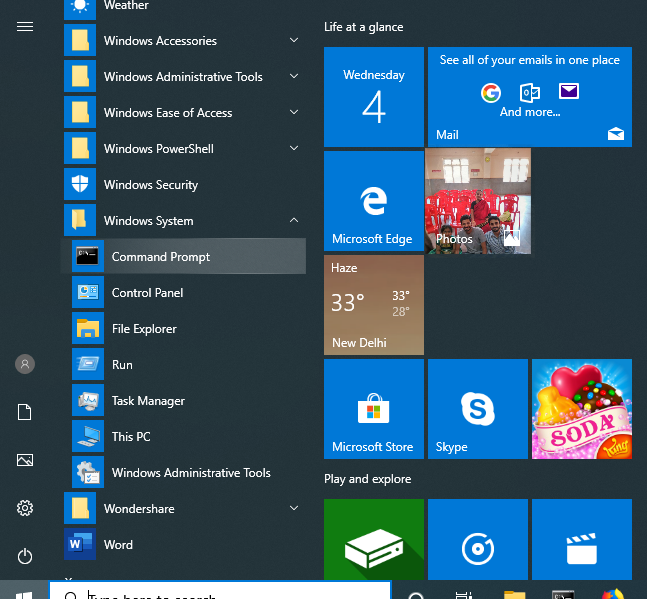 Weather
Windows Accessories
Windows Administrative Tools
Windows Ease of Access
Windows PowerShell
Windows Security
Windows System
Command Prompt
Control Panel
File Explorer
Run
Task Manager
This PC
Windows Administrative Tools
Wondershare
Word
Type here to search
Life at a glance
Wednesday
4
See all of your emails in one place
And more...
Mail
Microsoft Edge
Photos
Haze
33° 33°
28°
New Delhi
Microsoft Store
Skype
SODA
King
Play and explore